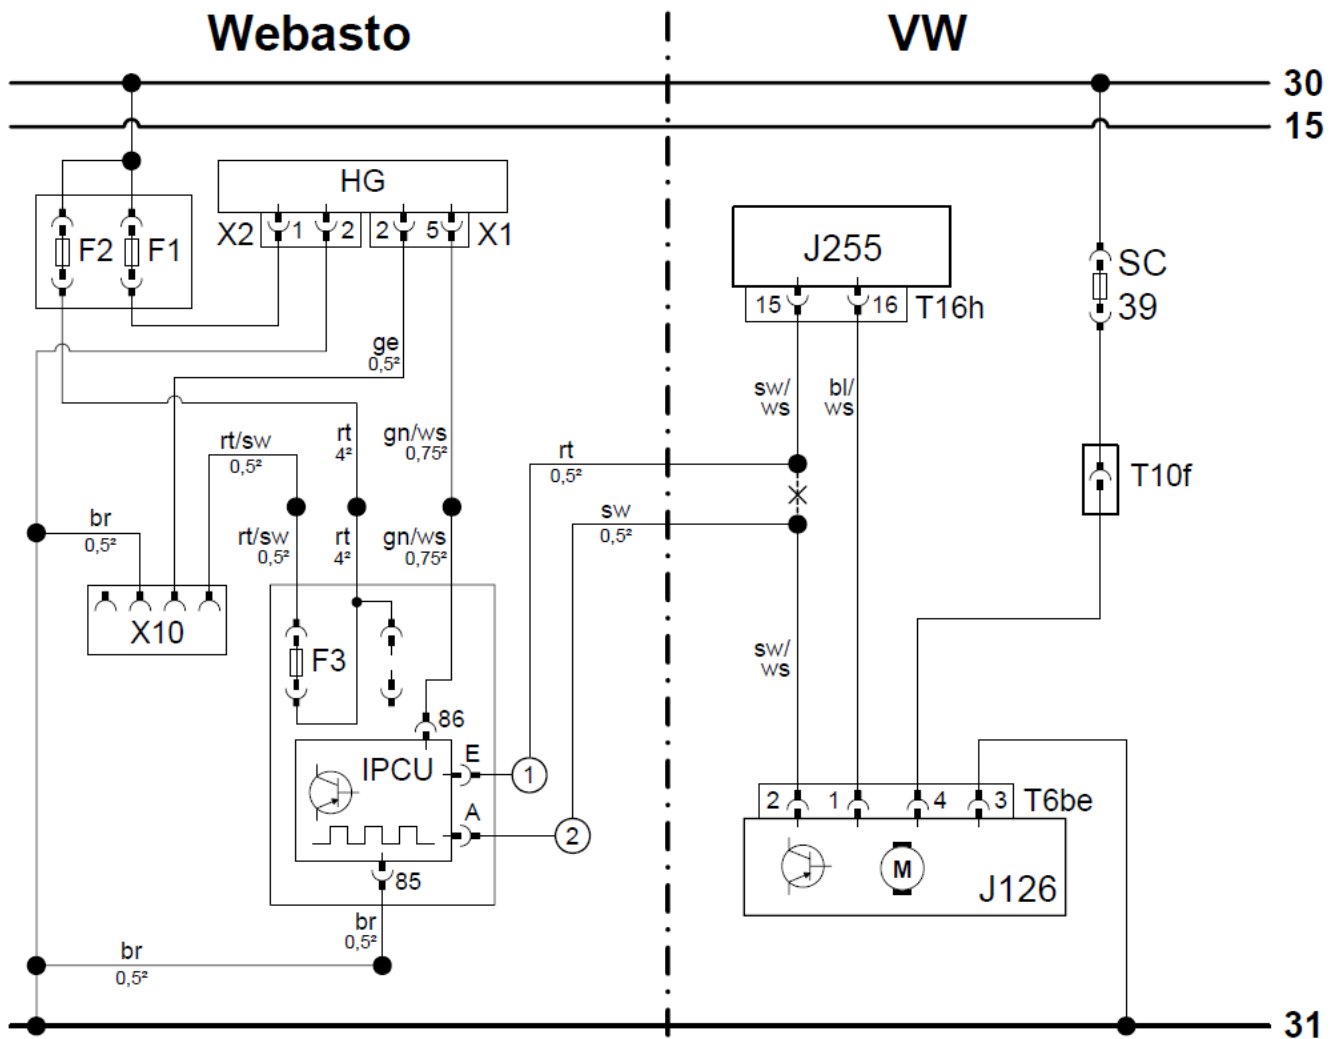 Webasto
VW
30
15
HG
X2
1
2
2
5
X1
F2
F1
J255
15
16
T16h
SC
39
ge
0,5²
sw/
ws
bl/
ws
rt/sw
0,5²
rt
4²
gn/ws
0,75²
rt
0,5²
T10f
br
0,5²
rt/sw
0,5²
rt
4²
gn/ws
0,75²
sw
0,5²
X10
F3
sw/
ws
86
IPCU
E
1
A
2
85
2
1
4
3
T6be
M
J126
br
0,5²
br
0,5²
31